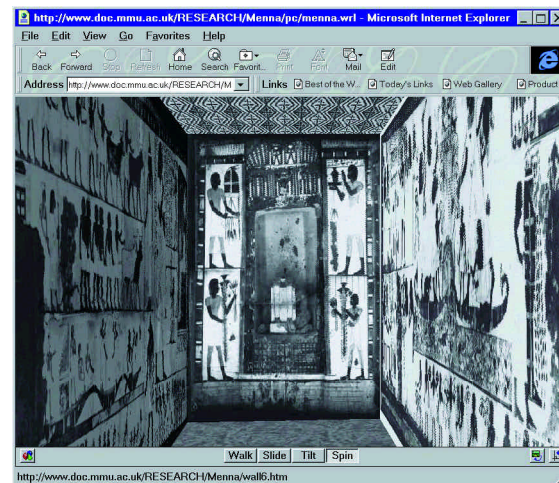 http://www.doc.mmu.ac.uk/RESEARCH/Menna/pc/menna.wrl - Microsoft Internet Explorer
File Edit View Go Favorites Help
Back Forward Stop Refresh Home Search Favorit... Print Font Mail Edit
Address http://www.doc.mmu.ac.uk/RESEARCH/M Links Best of the W... Today's Links Web Gallery Product
Walk Slide Tilt Spin
http://www.doc.mmu.ac.uk/RESEARCH/Menna/wall6.htm